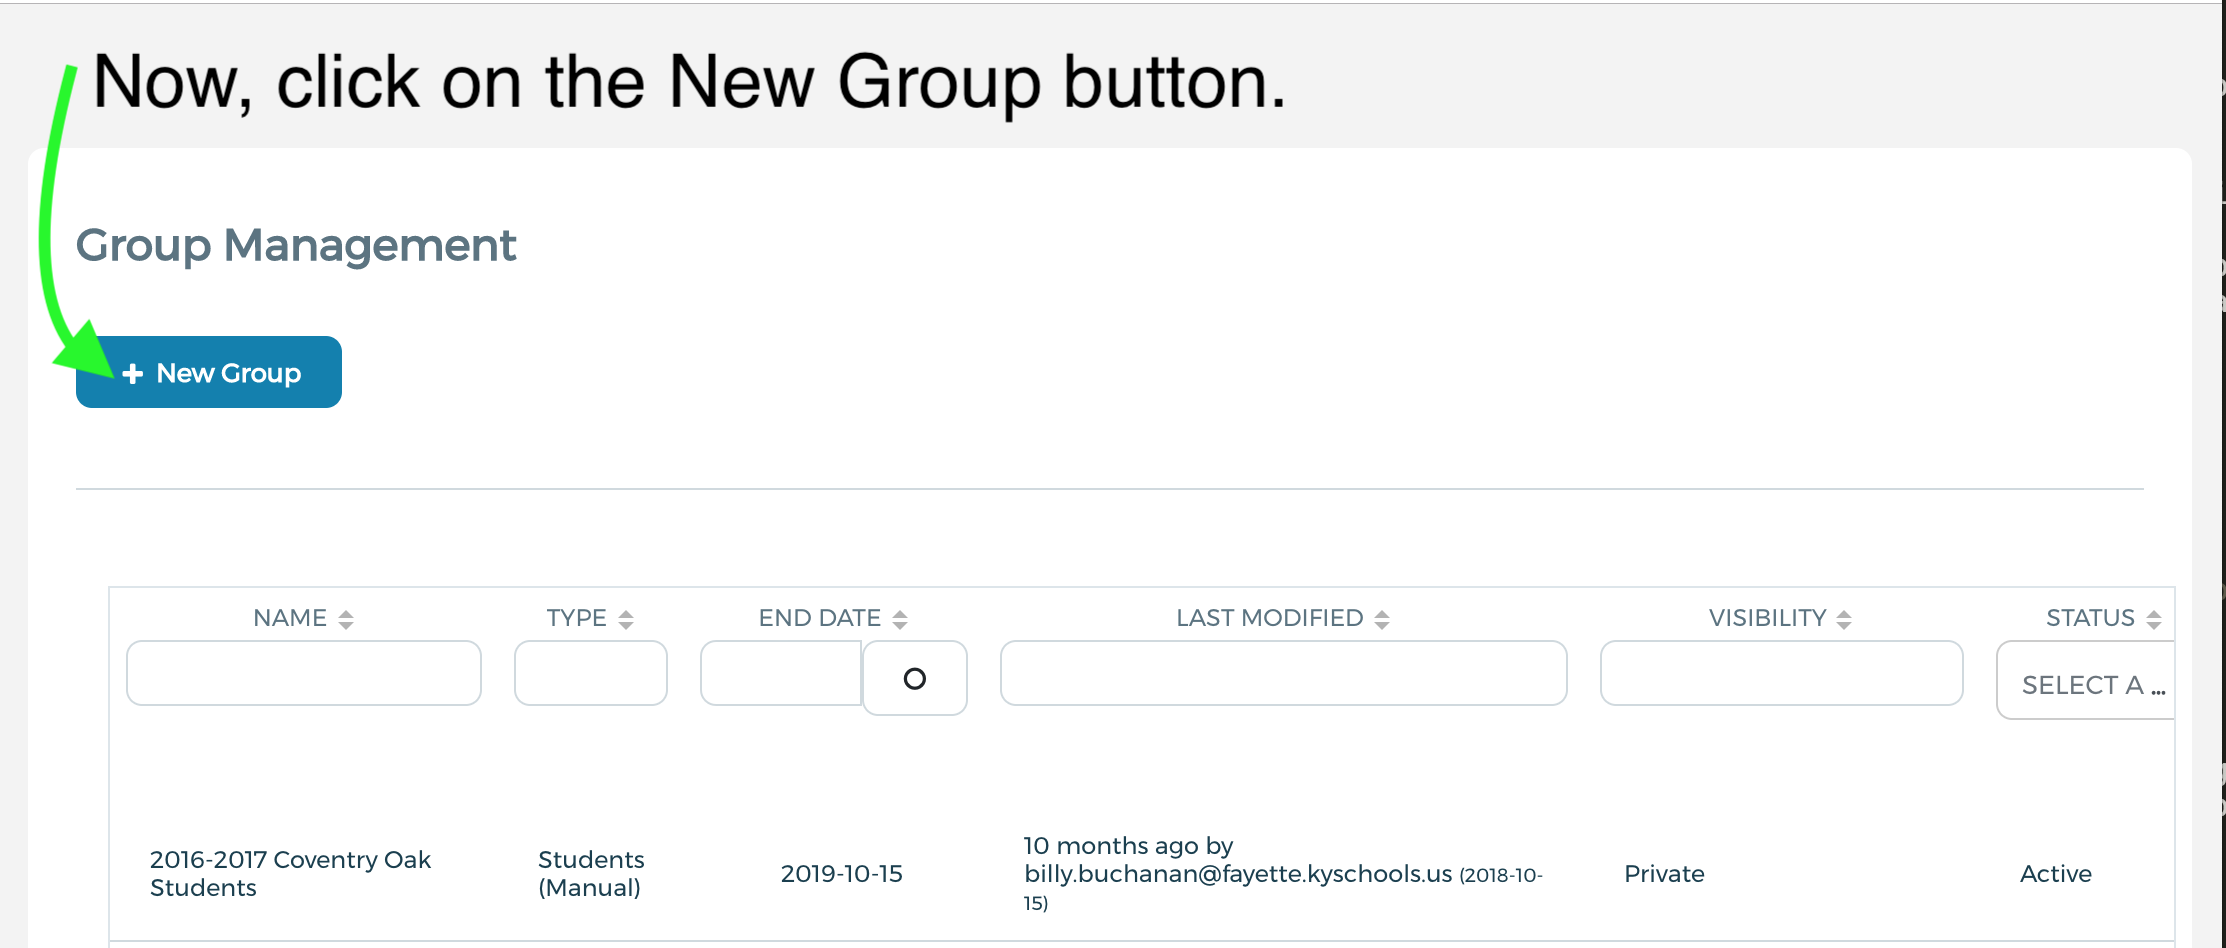 Now, click on the New Group button.
Group Management
+ New Group
NAME TYPE END DATE LAST MODIFIED VISIBILITY STATUS
SELECT A ...
2016-2017 Coventry Oak
Students
Students
(Manual)
2019-10-15
10 months ago by
billy.buchanan@fayette.kyschools.us (2018-10-
15)
Private
Active